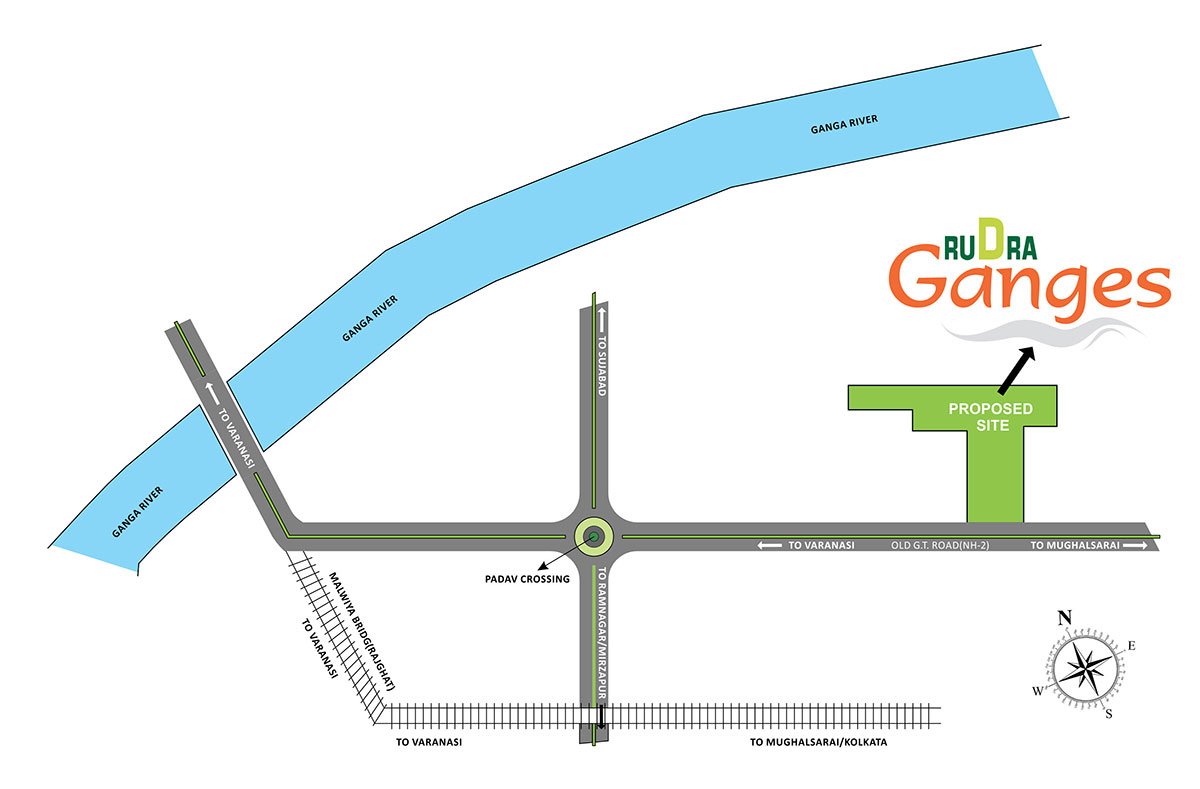 GANGA RIVER
RUDRA
Ganges
GANGA RIVER
TO SUJABAD
PROPOSED
SITE
TO VARANASI
GANGA RIVER
TO VARANASI
OLD G.T. ROAD(NH-2)
TO MUGHALSARAI
PADAV CROSSING
TO RAMNAGAR/MIRZAPUR
MALWIYA BRIDG(RAJGHAT)
TO VARANASI
N
E
W
S
TO VARANASI
TO MUGHALSARAI/KOLKATA